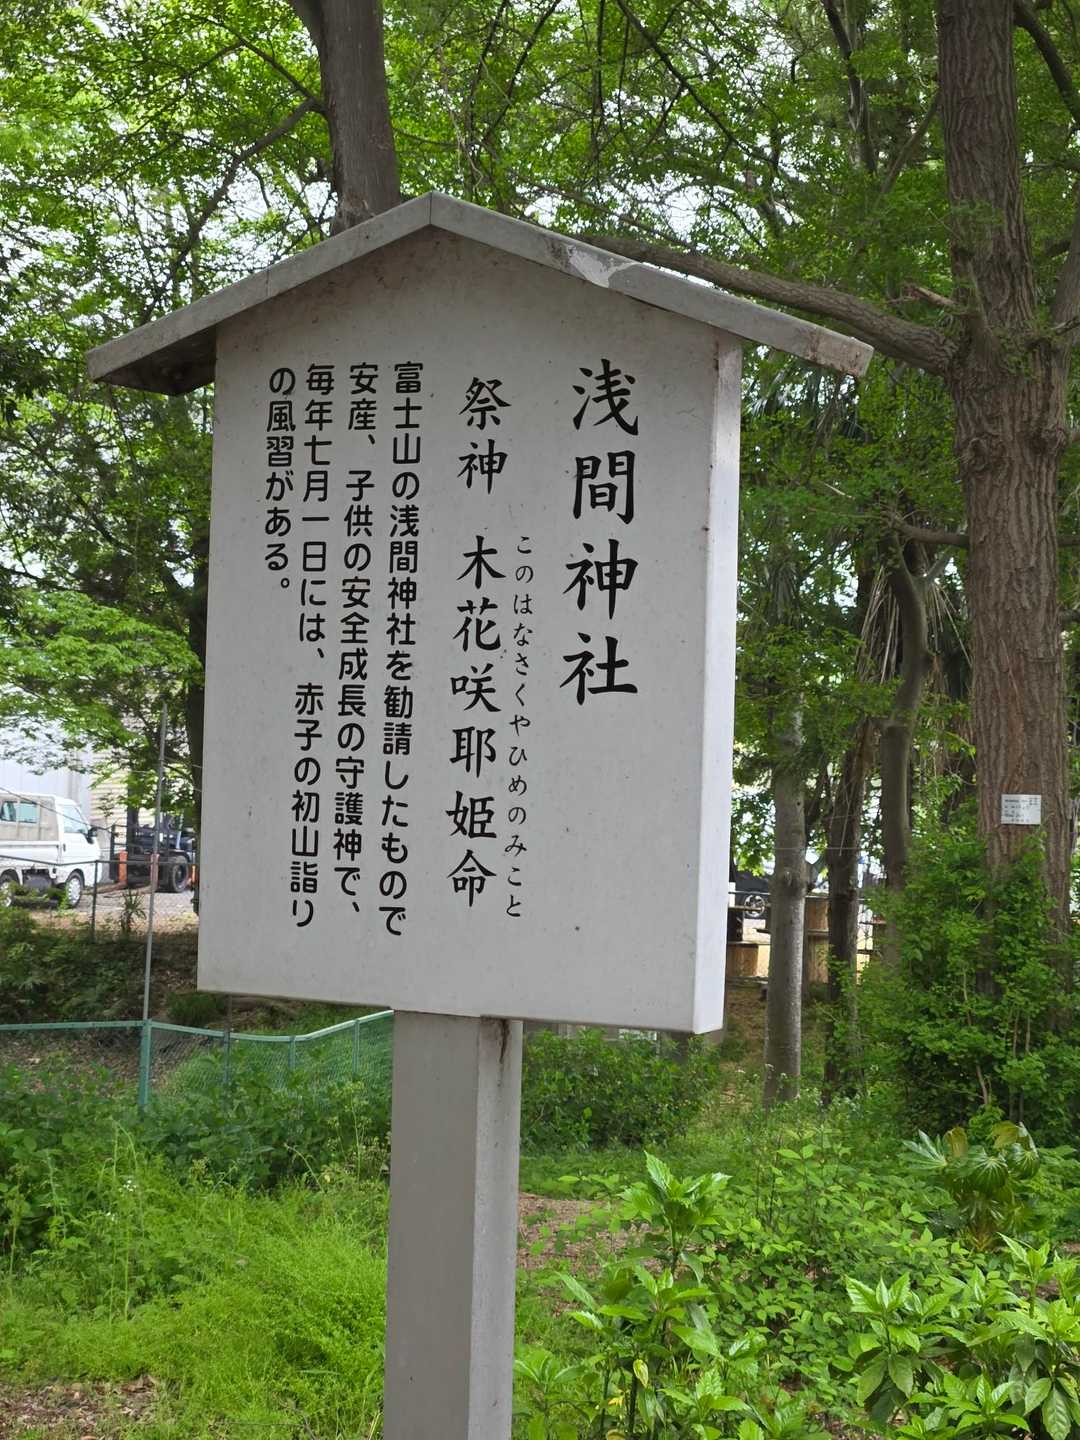 浅間神社
祭神 木花咲耶姫命
このはなさくやひめのみこと
富士山の浅間神社を勧請したもので
安産、子供の安全成長の守護神で、
毎年七月一日には、赤子の初山詣り
の風習がある。